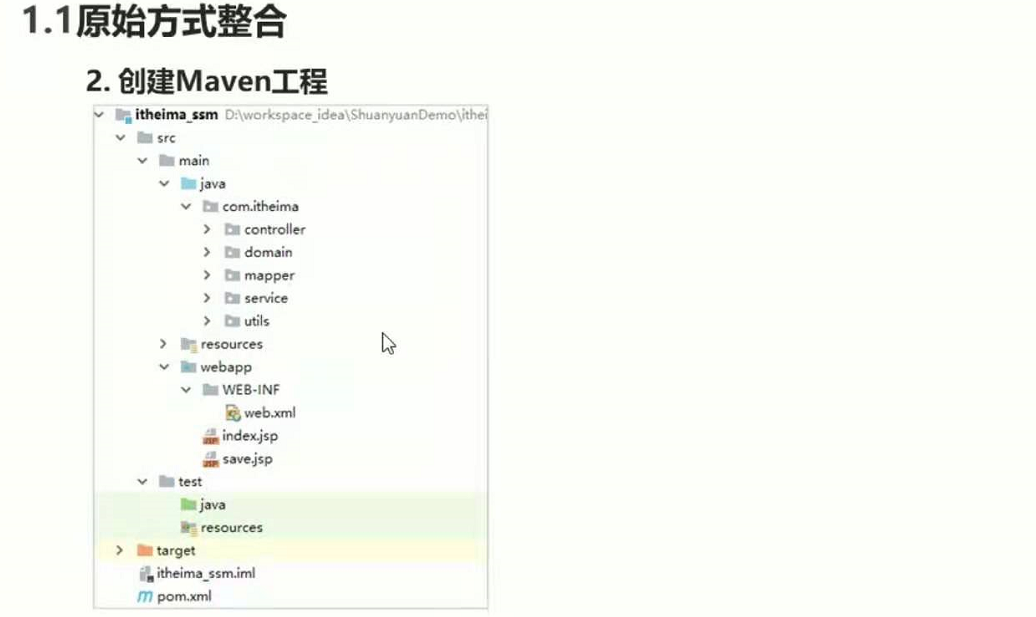 1.1原始方式整合
2. 创建Maven工程
itheima_ssm D:\workspace_idea\ShuanyuanDemo\ithei
src
main
java
com.itheima
controller
domain
mapper
service
utils
resources
webapp
WEB-INF
web.xml
index.jsp
save.jsp
test
java
resources
target
itheima_ssm.iml
pom.xml